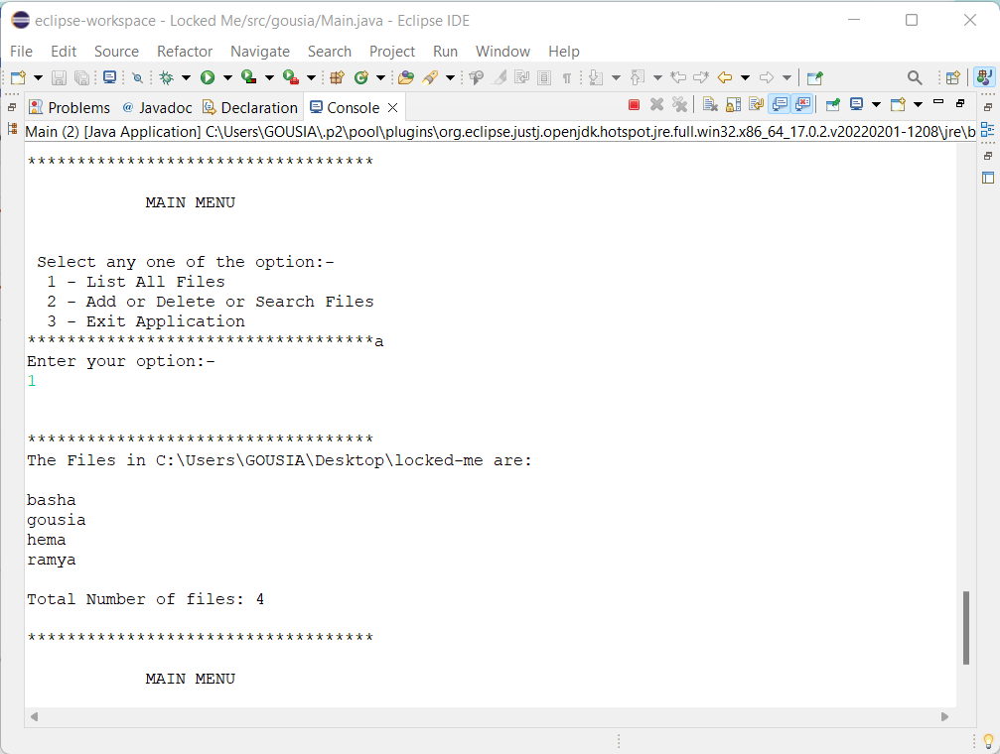 eclipse-workspace - Locked Me/src/gousia/Main.java - Eclipse IDE
File Edit Source Refactor Navigate Search Project Run Window Help
Problems @ Javadoc Declaration Console
Main (2) [Java Application] C:\Users\GOUSIA\.p2\pool\plugins\org.eclipse.justj.openjdk.hotspot.jre.full.win32.x86_64_17.0.2.v20220201-1208\jre\b
***********************************
MAIN MENU
Select any one of the option:-
1 - List All Files
2 - Add or Delete or Search Files
3 - Exit Application
***********************************a
Enter your option:-
1
***********************************
The Files in C:\Users\GOUSIA\Desktop\locked-me are:
basha
gousia
hema
ramya
Total Number of files: 4
***********************************
MAIN MENU